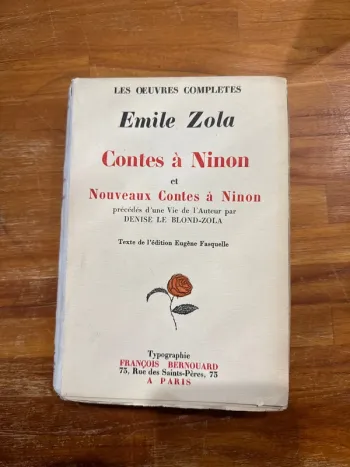 LES ŒUVRES COMPLETES
Emile Zola
Contes à Ninon
et
Nouveaux Contes à Ninon
précédés d'une Vie de l'Auteur par
DENISE LE BLOND-ZOLA
Texte de l'édition Eugène Fasquelle
Typographie
FRANÇOIS BERNOUARD
73, Rue des Saints-Pères, 73
A PARIS